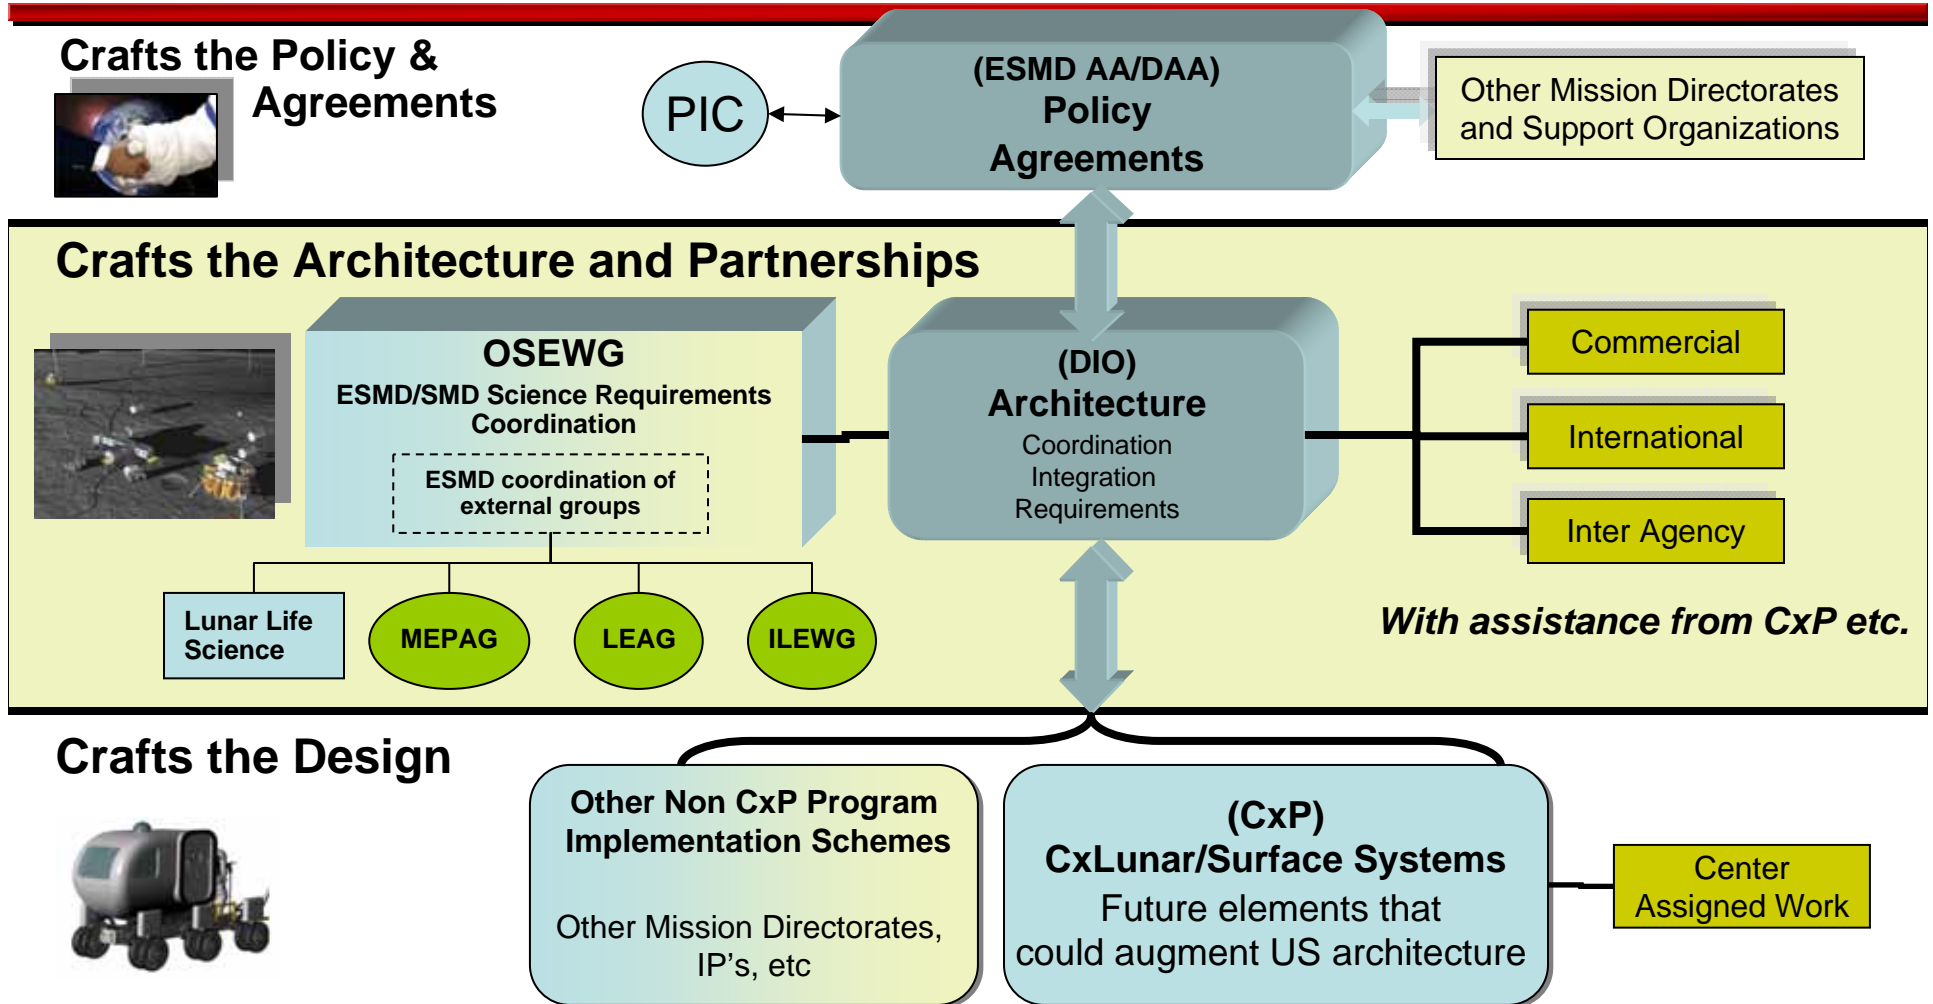 Crafts the Policy &
Agreements
PIC
(ESMD AA/DAA)
Policy
Agreements
Other Mission Directorates
and Support Organizations
Crafts the Architecture and Partnerships
OSEWG
ESMD/SMD Science Requirements
Coordination
ESMD coordination of
external groups
Lunar Life
Science
MEPAG
LEAG
ILEWG
(DIO)
Architecture
Coordination
Integration
Requirements
Commercial
International
Inter Agency
With assistance from CxP etc.
Crafts the Design
Other Non CxP Program
Implementation Schemes
Other Mission Directorates,
IP's, etc
(CxP)
CxLunar/Surface Systems
Future elements that
could augment US architecture
Center
Assigned Work